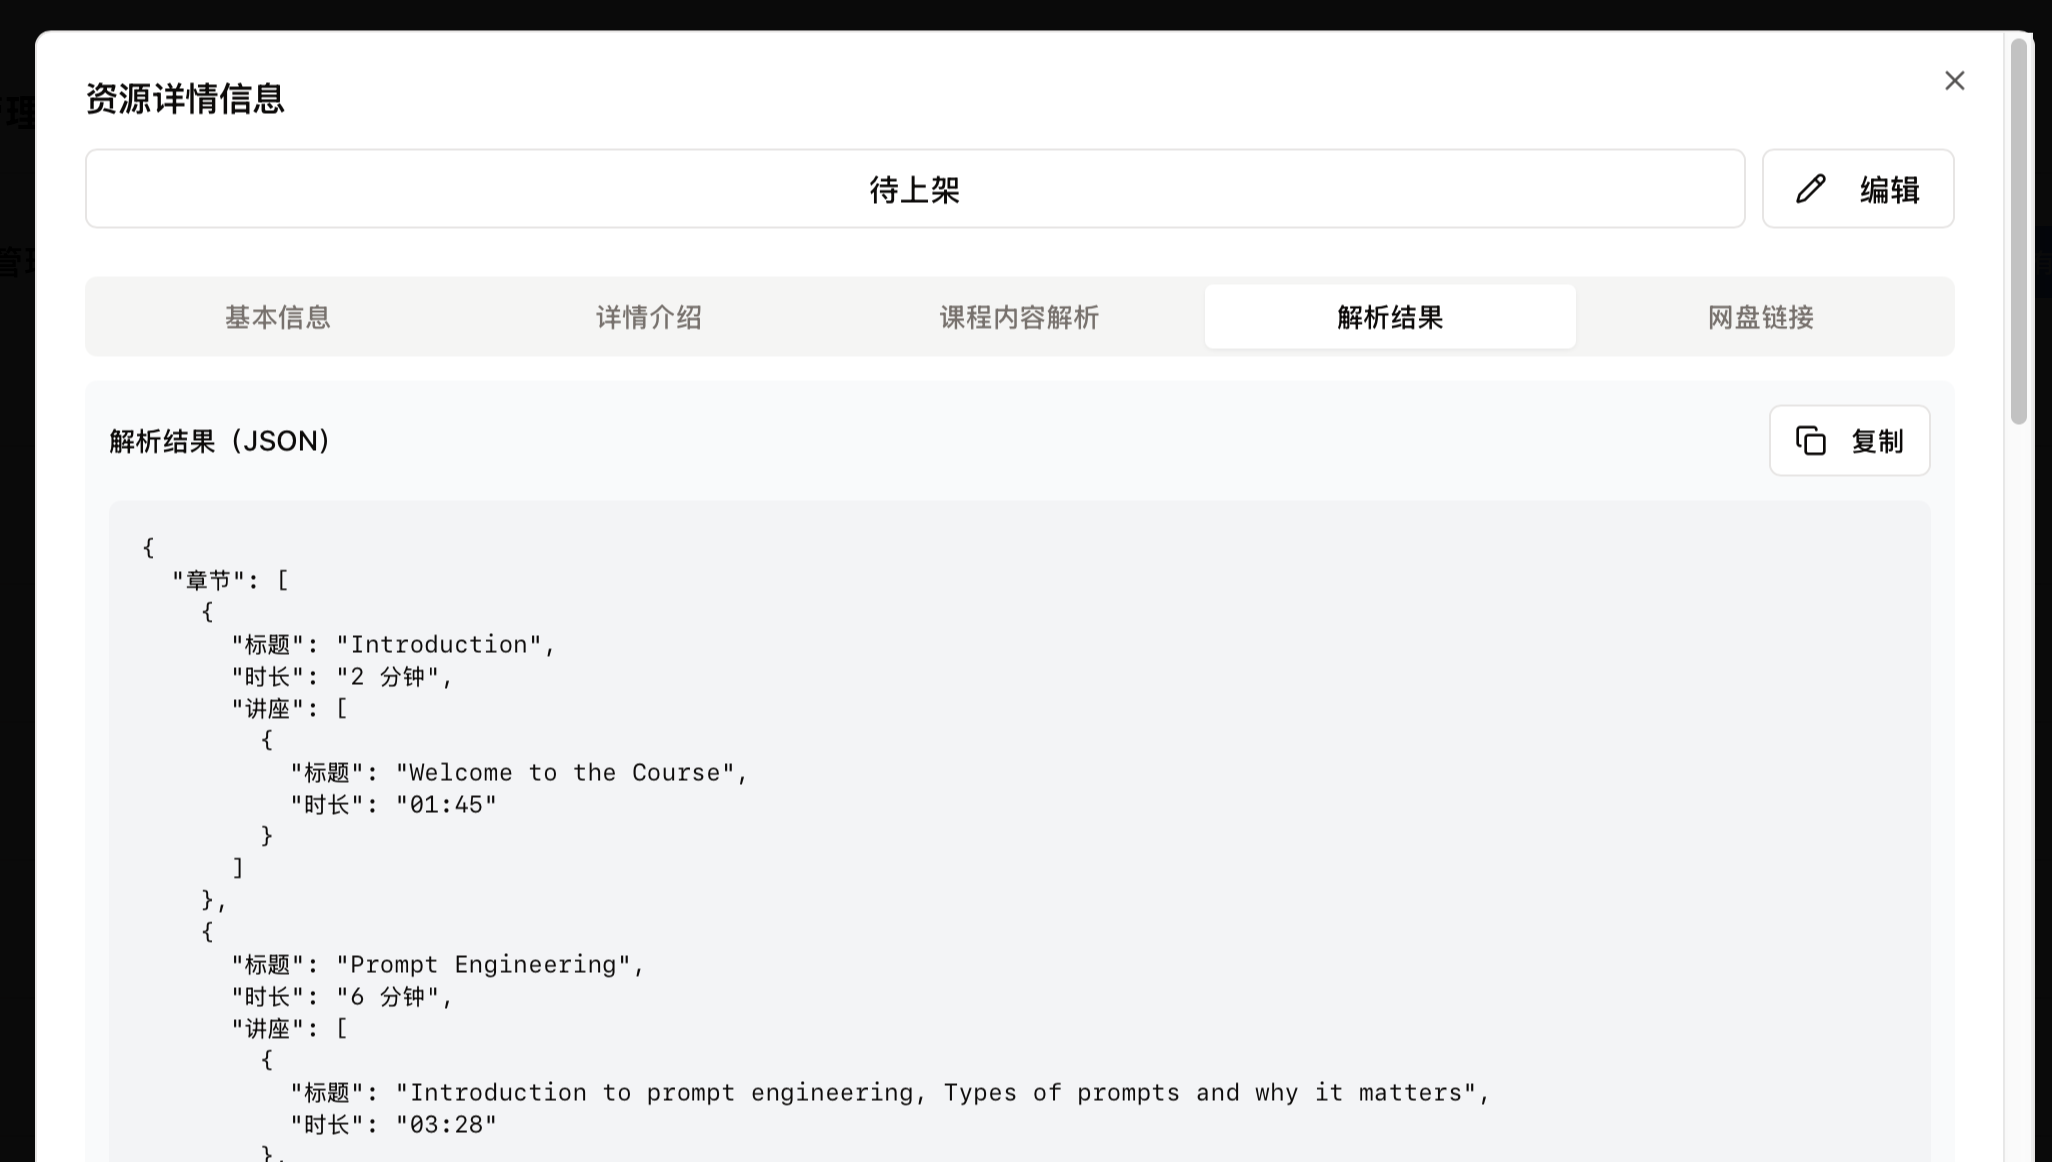 资源详情信息
待上架
编辑
基本信息 详情介绍 课程内容解析 解析结果 网盘链接
解析结果（JSON）
复制
{
  "章节": [
    {
      "标题": "Introduction",
      "时长": "2 分钟",
      "讲座": [
        {
          "标题": "Welcome to the Course",
          "时长": "01:45"
        }
      ]
    },
    {
      "标题": "Prompt Engineering",
      "时长": "6 分钟",
      "讲座": [
        {
          "标题": "Introduction to prompt engineering, Types of prompts and why it matters",
          "时长": "03:28"
        },